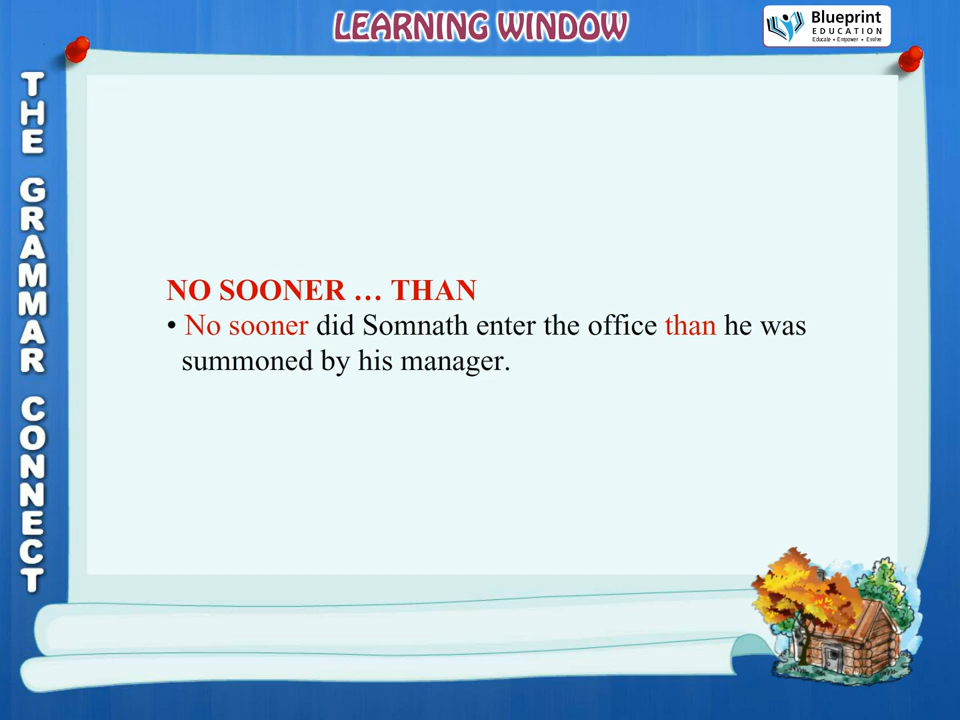 LEARNING WINDOW
Blueprint
EDUCATION
Educate • Empower • Evolve
THE GRAMMAR CONNECT
NO SOONER … THAN
• No sooner did Somnath enter the office than he was
summoned by his manager.